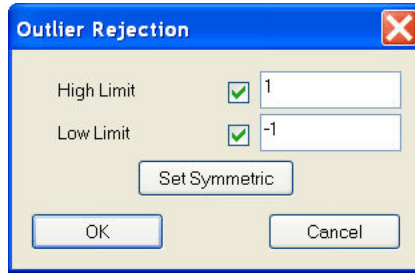 Outlier Rejection
High Limit 1
Low Limit -1
Set Symmetric
OK Cancel